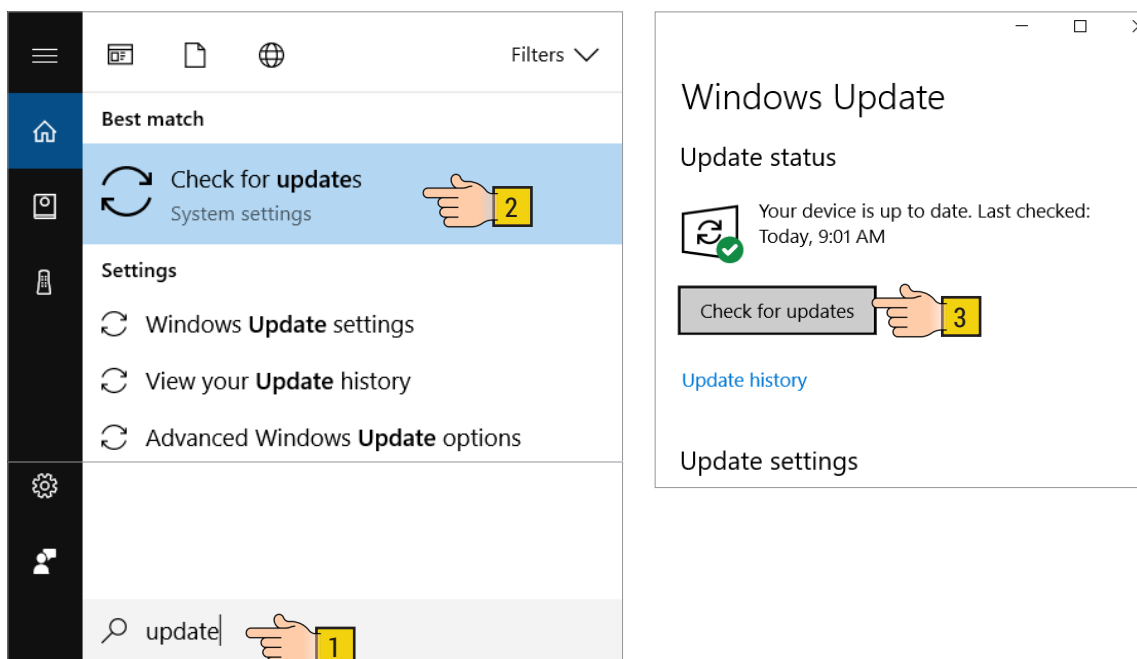 Filters
Best match
Check for updates
System settings
2
Settings
Windows Update settings
View your Update history
Advanced Windows Update options
update
1
Windows Update
Update status
Your device is up to date. Last checked:
Today, 9:01 AM
Check for updates
3
Update history
Update settings